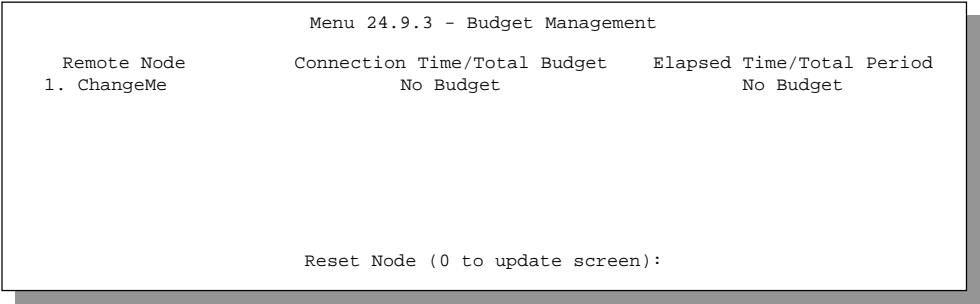 Menu 24.9.3 - Budget Management
Remote Node Connection Time/Total Budget Elapsed Time/Total Period
1. ChangeMe No Budget No Budget
Reset Node (0 to update screen):